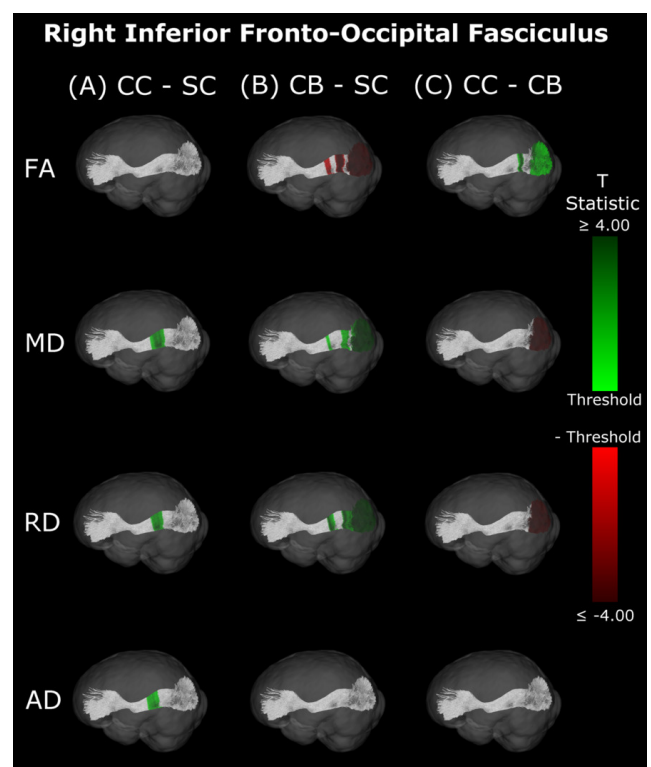 Right Inferior Fronto-Occipital Fasciculus
(A) CC - SC
(B) CB - SC
(C) CC - CB
FA
T
Statistic
≥ 4.00
MD
Threshold
- Threshold
RD
≤ -4.00
AD